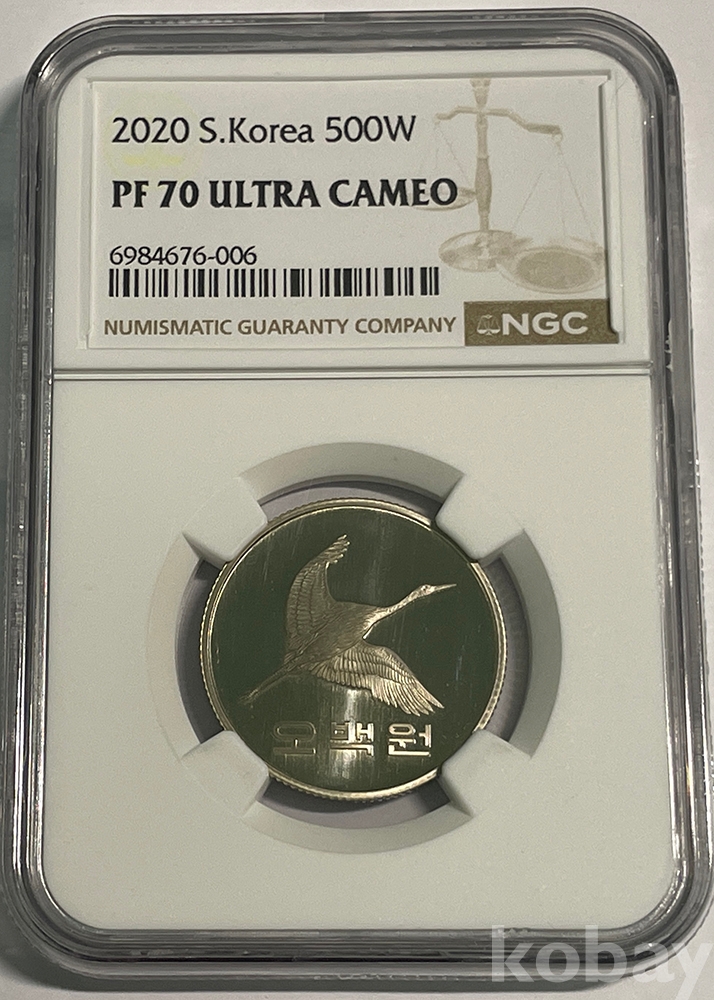 2020 S.Korea 500W
PF 70 ULTRA CAMEO
6984676-006
NUMISMATIC GUARANTY COMPANY NGC
오백원
kobay